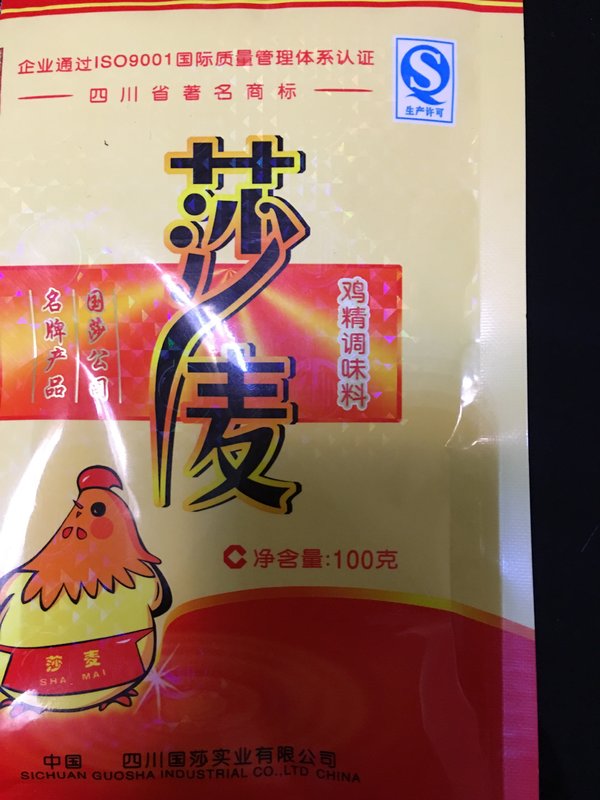 企业通过ISO9001国际质量管理体系认证
四川省著名商标
生产许可
莎麦
鸡精调味料
国莎公司
名牌产品
净含量:100克
莎麦
SHA MAI
中国 四川国莎实业有限公司
SICHUAN GUOSHA INDUSTRIAL CO.,LTD CHINA